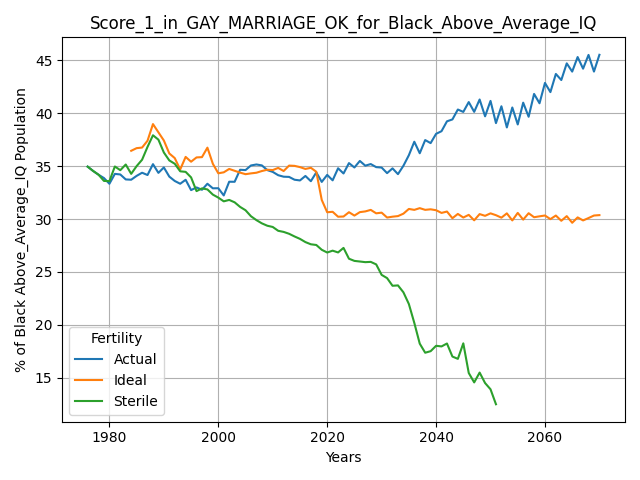 Score_1_in_GAY_MARRIAGE_OK_for_Black_Above_Average_IQ
% of Black Above_Average_IQ Population
45
40
35
30
25
20
15
Fertility
Actual
Ideal
Sterile
1980 2000 2020 2040 2060
Years